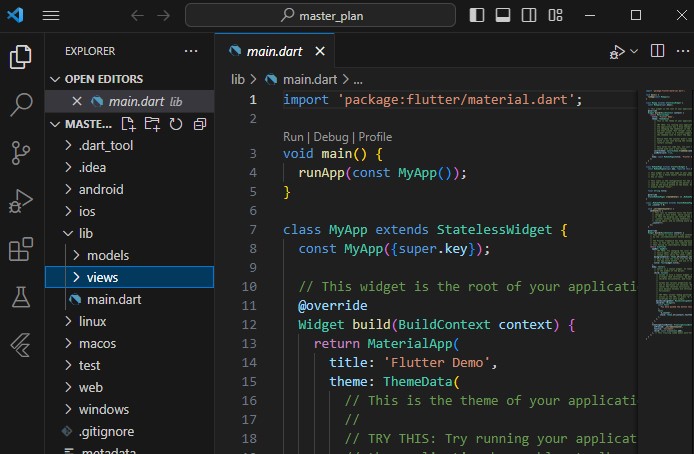 master_plan
EXPLORER
OPEN EDITORS
main.dart lib
MASTE...
.dart_tool
.idea
android
ios
lib
models
views
main.dart
linux
macos
test
web
windows
.gitignore
.metadata
main.dart
lib > main.dart > ...
1 import 'package:flutter/material.dart';
2
Run | Debug | Profile
3 void main() {
4 runApp(const MyApp());
5 }
6
7 class MyApp extends StatelessWidget {
8 const MyApp({super.key});
9
10 // This widget is the root of your applicati
11 @override
12 Widget build(BuildContext context) {
13 return MaterialApp(
14 title: 'Flutter Demo',
15 theme: ThemeData(
16 // This is the theme of your applicati
17 //
18 // TRY THIS: Try running your applicat